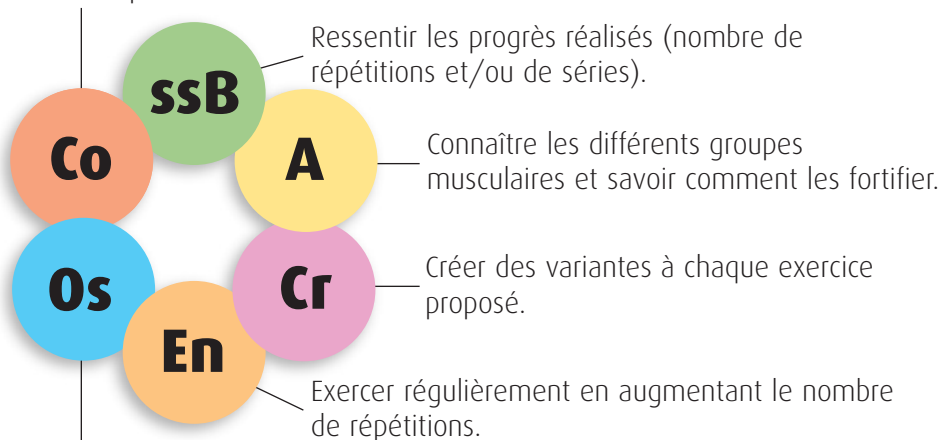 ssB
Ressentir les progrès réalisés (nombre de
répétitions et/ou de séries).
Co
A
Connaître les différents groupes
musculaires et savoir comment les fortifier.
Os
Cr
Créer des variantes à chaque exercice
proposé.
En
Exercer régulièrement en augmentant le nombre
de répétitions.